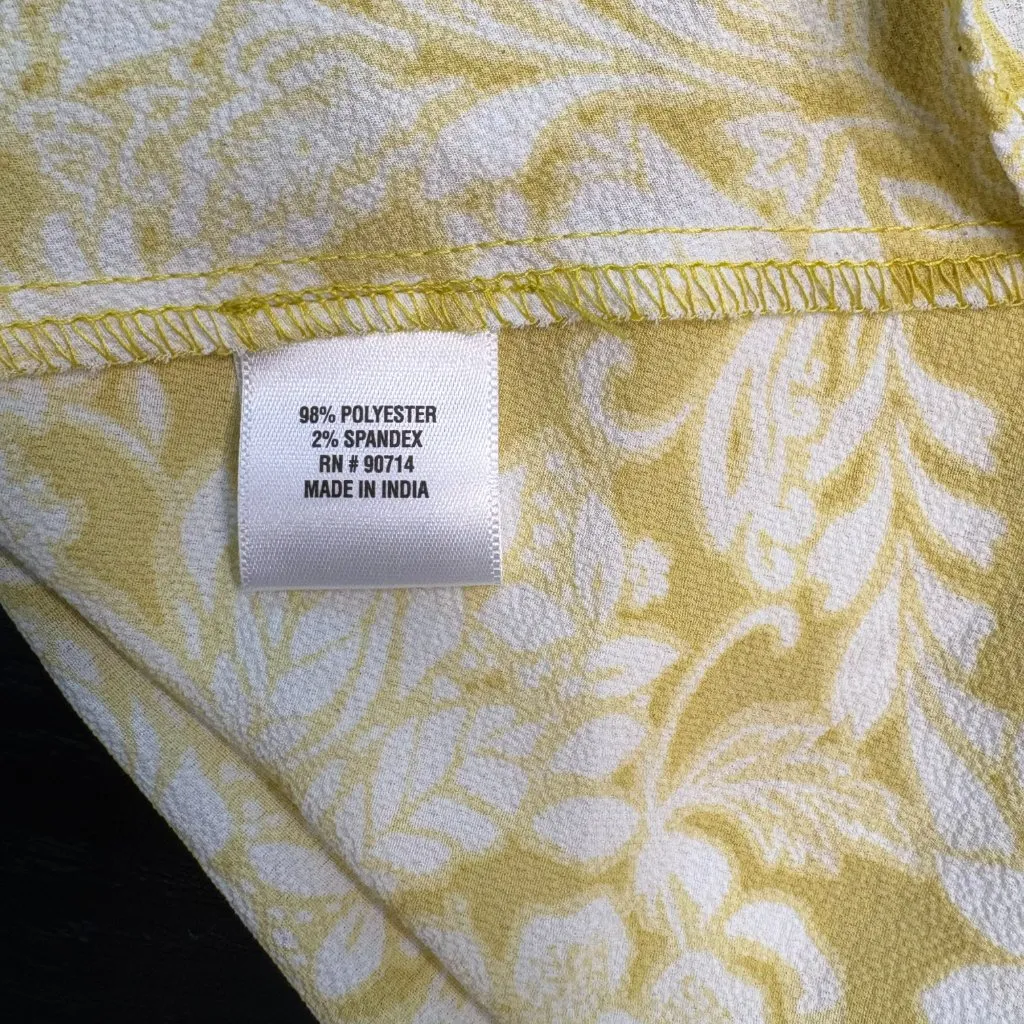 98% POLYESTER
2% SPANDEX
RN # 90714
MADE IN INDIA